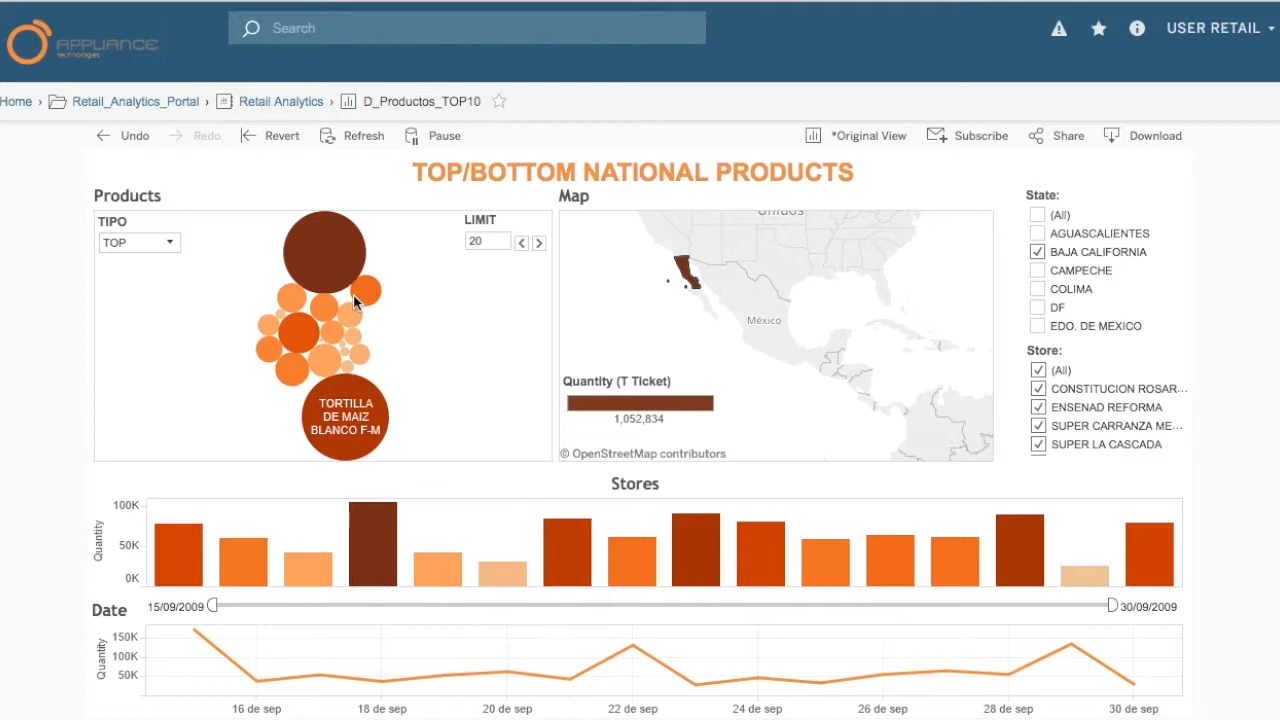 APPLIANCE
technologies
Search
USER RETAIL
Home › Retail_Analytics_Portal › Retail Analytics › D_Productos_TOP10
Undo Redo Revert Refresh Pause *Original View Subscribe Share Download
TOP/BOTTOM NATIONAL PRODUCTS
Products
TIPO
TOP
LIMIT
20
TORTILLA
DE MAIZ
BLANCO F-M
Map
Unidos
México
Quantity (T Ticket)
1,052,834
© OpenStreetMap contributors
State:
(All)
AGUASCALIENTES
BAJA CALIFORNIA
CAMPECHE
COLIMA
DF
EDO. DE MEXICO
Store:
(All)
CONSTITUCION ROSAR...
ENSENAD REFORMA
SUPER CARRANZA ME...
SUPER LA CASCADA
Stores
Quantity
100K
50K
0K
Date
15/09/2009
30/09/2009
Quantity
150K
100K
50K
16 de sep 18 de sep 20 de sep 22 de sep 24 de sep 26 de sep 28 de sep 30 de sep